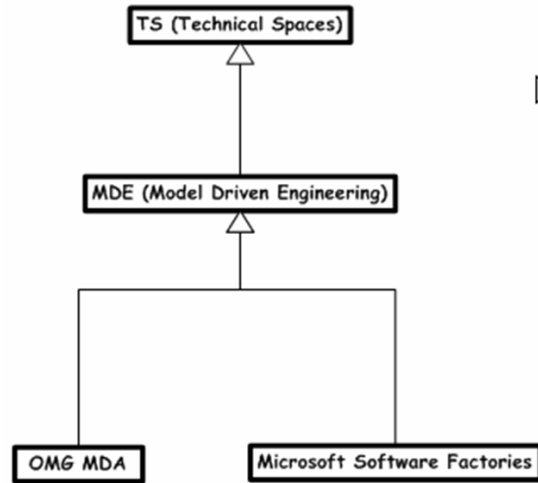 TS (Technical Spaces)
MDE (Model Driven Engineering)
OMG MDA
Microsoft Software Factories